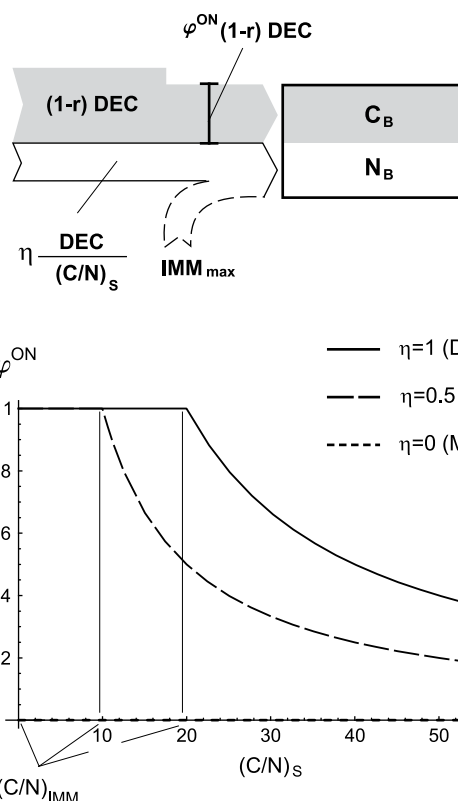 φ^ON (1-r) DEC
(1-r) DEC
C_B
N_B
η DEC / (C/N)_S
IMM_max
φ^ON
η=1 (D
η=0.5
η=0 (M
1
8
6
4
2
10 20 30 40 50
(C/N)_S
(C/N)_IMM